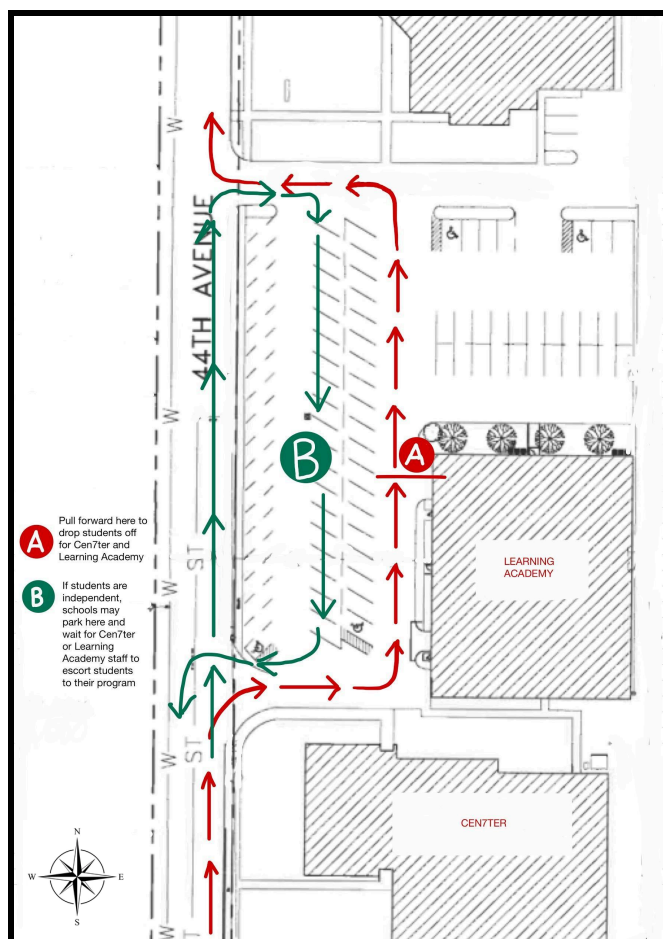 W
44TH AVENUE
W
B
A
A
Pull forward here to
drop students off
for Cen7ter and
Learning Academy
ST
LEARNING
ACADEMY
B
If students are
independent,
schools may
park here and
wait for Cen7ter
or Learning
Academy staff to
escort students
to their program
W
ST
W
CEN7TER
N
W
E
S
W
T